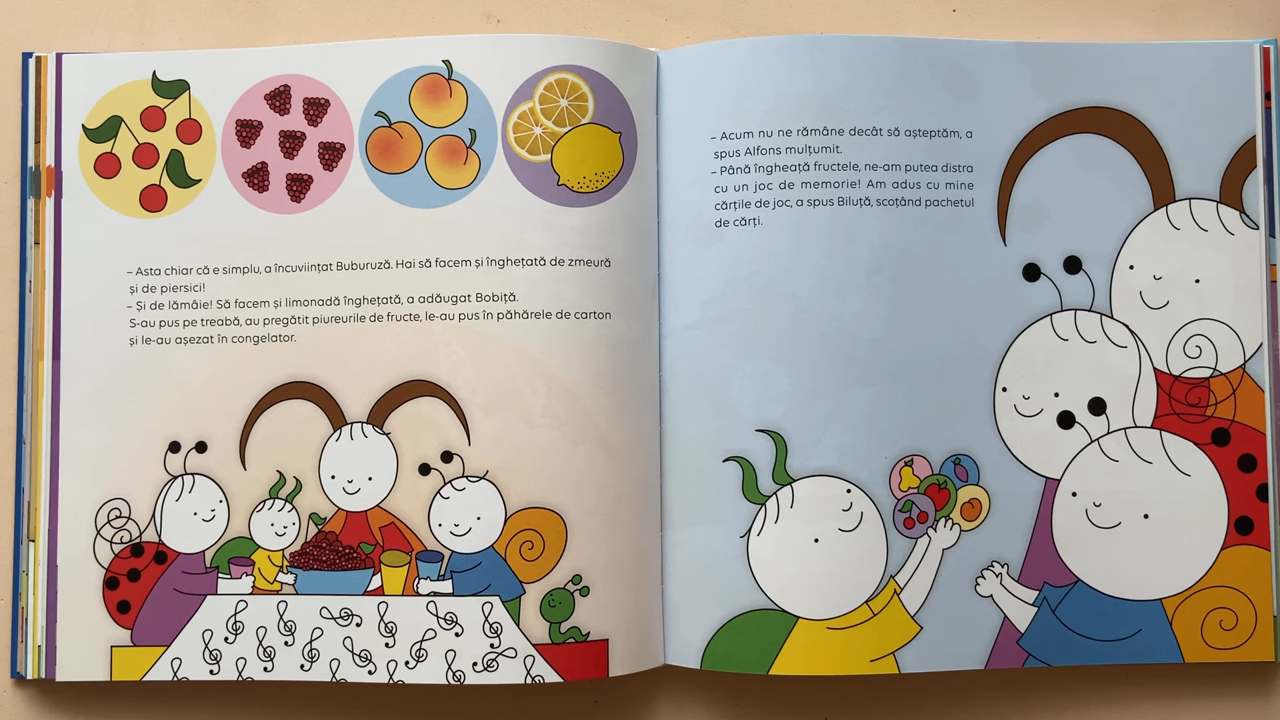 – Asta chiar că e simplu, a încuviințat Buburuză. Hai să facem și înghețată de zmeură
și de piersici!
– Și de lămâie! Să facem și limonadă înghețată, a adăugat Bobiță.
S-au pus pe treabă, au pregătit piureurile de fructe, le-au pus în păhărele de carton
și le-au așezat în congelator.
– Acum nu ne rămâne decât să așteptăm, a
spus Alfons mulțumit.
– Până îngheață fructele, ne-am putea distra
cu un joc de memorie! Am adus cu mine
cărțile de joc, a spus Biluță, scoțând pachetul
de cărți.